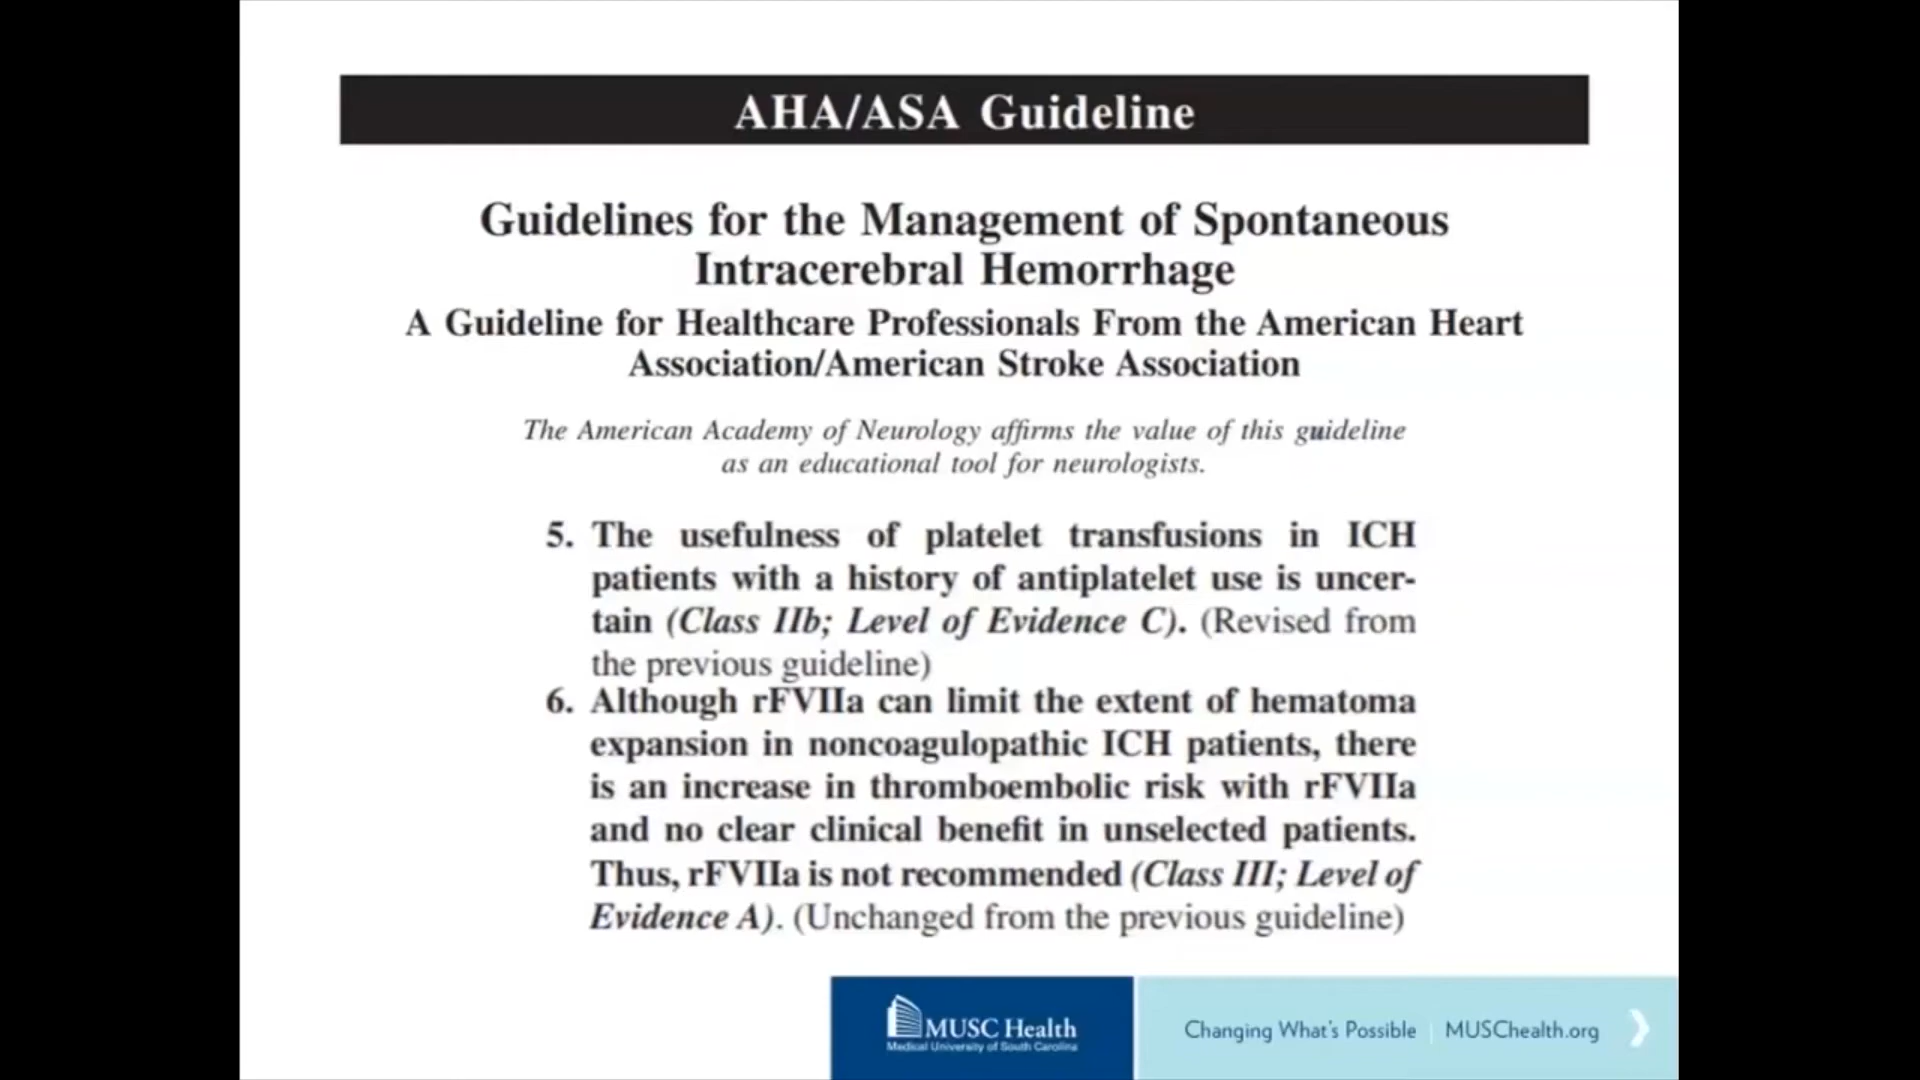 AHA/ASA Guideline
Guidelines for the Management of Spontaneous
Intracerebral Hemorrhage
A Guideline for Healthcare Professionals From the American Heart
Association/American Stroke Association
The American Academy of Neurology affirms the value of this guideline
as an educational tool for neurologists.
5. The usefulness of platelet transfusions in ICH
patients with a history of antiplatelet use is uncer-
tain (Class IIb; Level of Evidence C). (Revised from
the previous guideline)
6. Although rFVIIa can limit the extent of hematoma
expansion in noncoagulopathic ICH patients, there
is an increase in thromboembolic risk with rFVIIa
and no clear clinical benefit in unselected patients.
Thus, rFVIIa is not recommended (Class III; Level of
Evidence A). (Unchanged from the previous guideline)
MUSC Health
Medical University of South Carolina
Changing What's Possible | MUSChealth.org